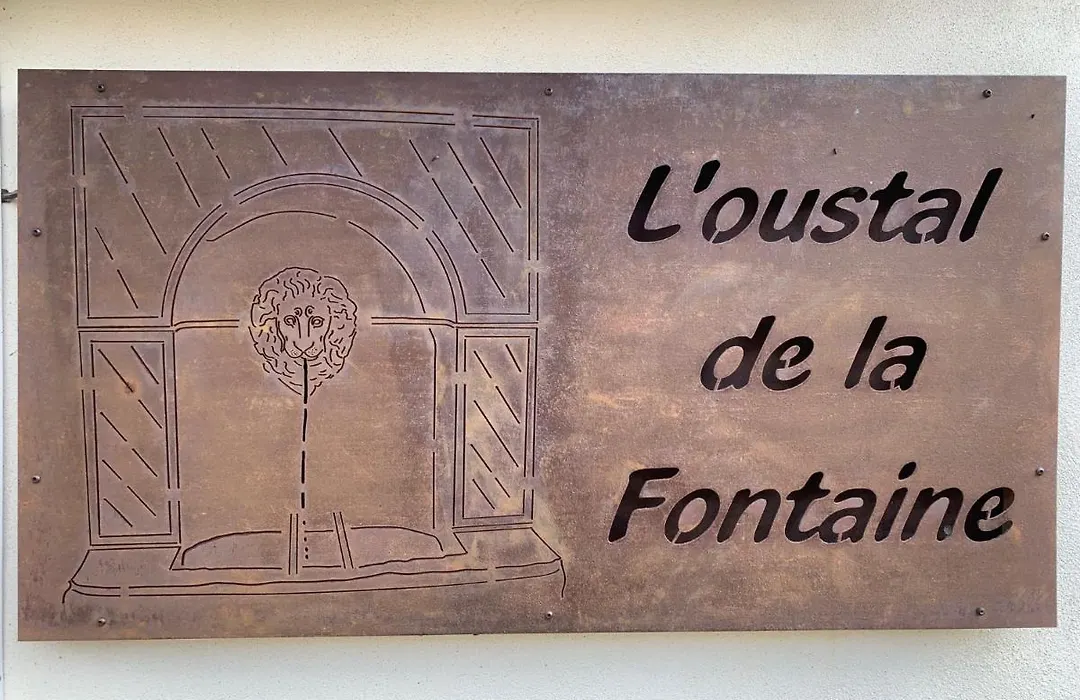 L'oustal
de la
Fontaine